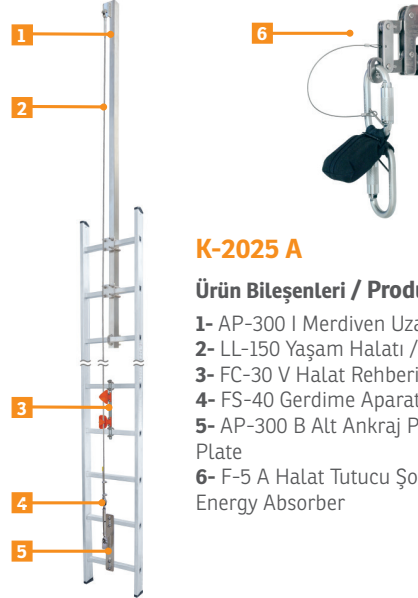 1
6
2
K-2025 A
Ürün Bileşenleri / Produ
1- AP-300 I Merdiven Uza
2- LL-150 Yaşam Halatı /
3- FC-30 V Halat Rehberi
4- FS-40 Gerdirme Aparat
5- AP-300 B Alt Ankraj P
Plate
6- F-5 A Halat Tutucu Şo
Energy Absorber
3
4
5